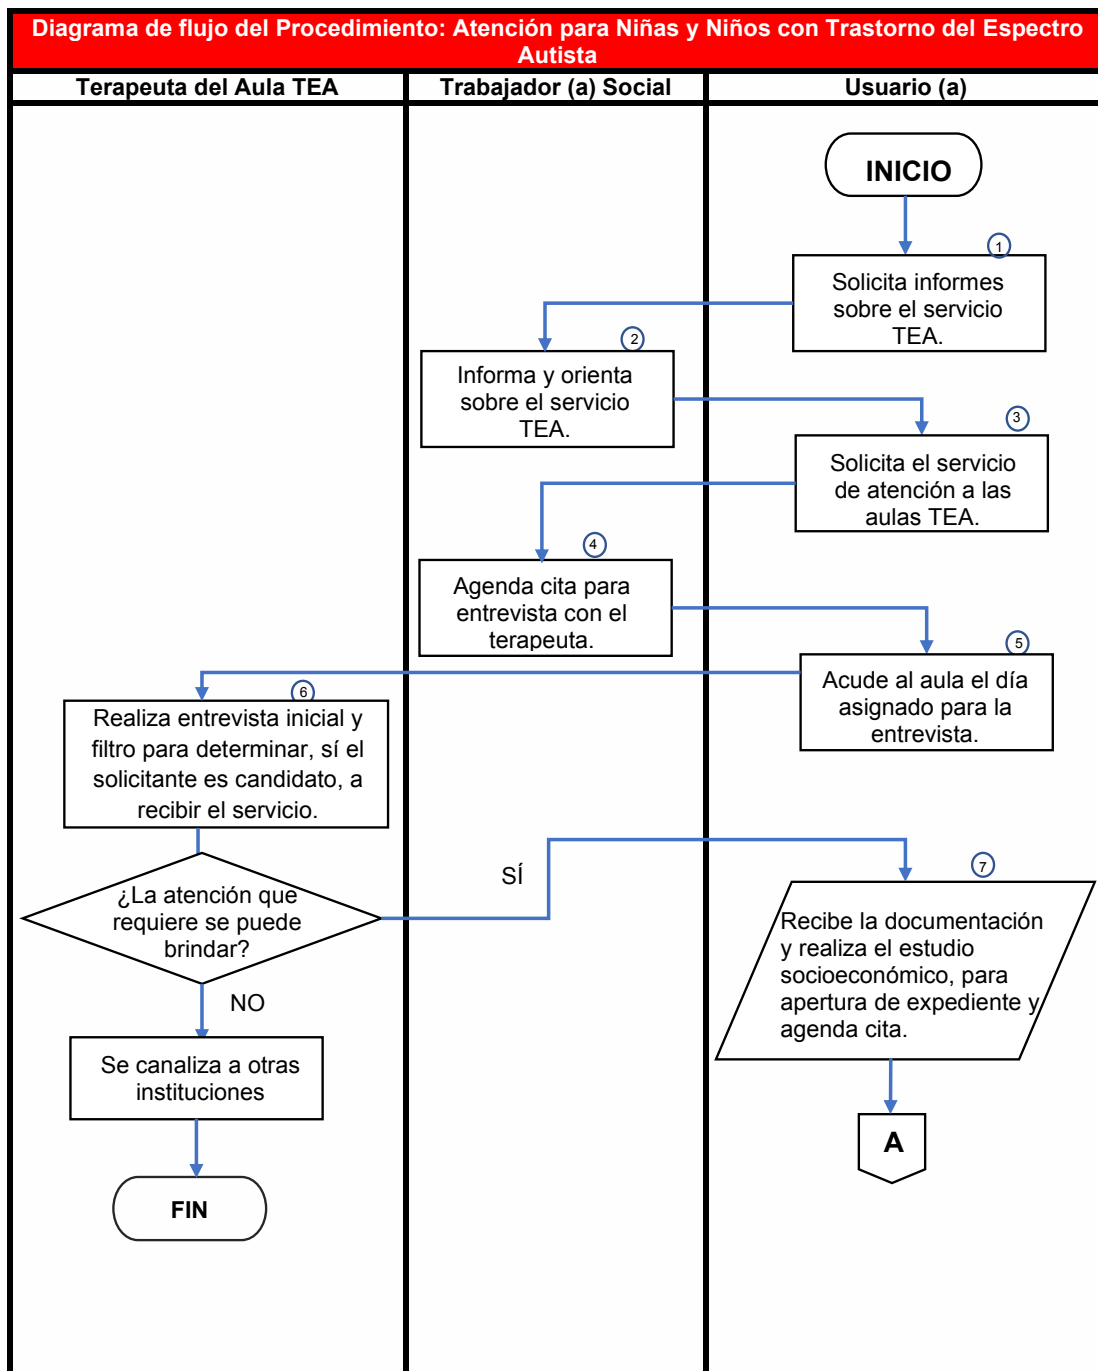 Diagrama de flujo del Procedimiento: Atención para Niñas y Niños con Trastorno del Espectro
Autista
Terapeuta del Aula TEA
Trabajador (a) Social
Usuario (a)
INICIO
1
Solicita informes
sobre el servicio
TEA.
2
Informa y orienta
sobre el servicio
TEA.
3
Solicita el servicio
de atención a las
aulas TEA.
4
Agenda cita para
entrevista con el
terapeuta.
5
Acude al aula el día
asignado para la
entrevista.
6
Realiza entrevista inicial y
filtro para determinar, sí el
solicitante es candidato, a
recibir el servicio.
¿La atención que
requiere se puede
brindar?
SÍ
7
Recibe la documentación
y realiza el estudio
socioeconómico, para
apertura de expediente y
agenda cita.
NO
Se canaliza a otras
instituciones
A
FIN